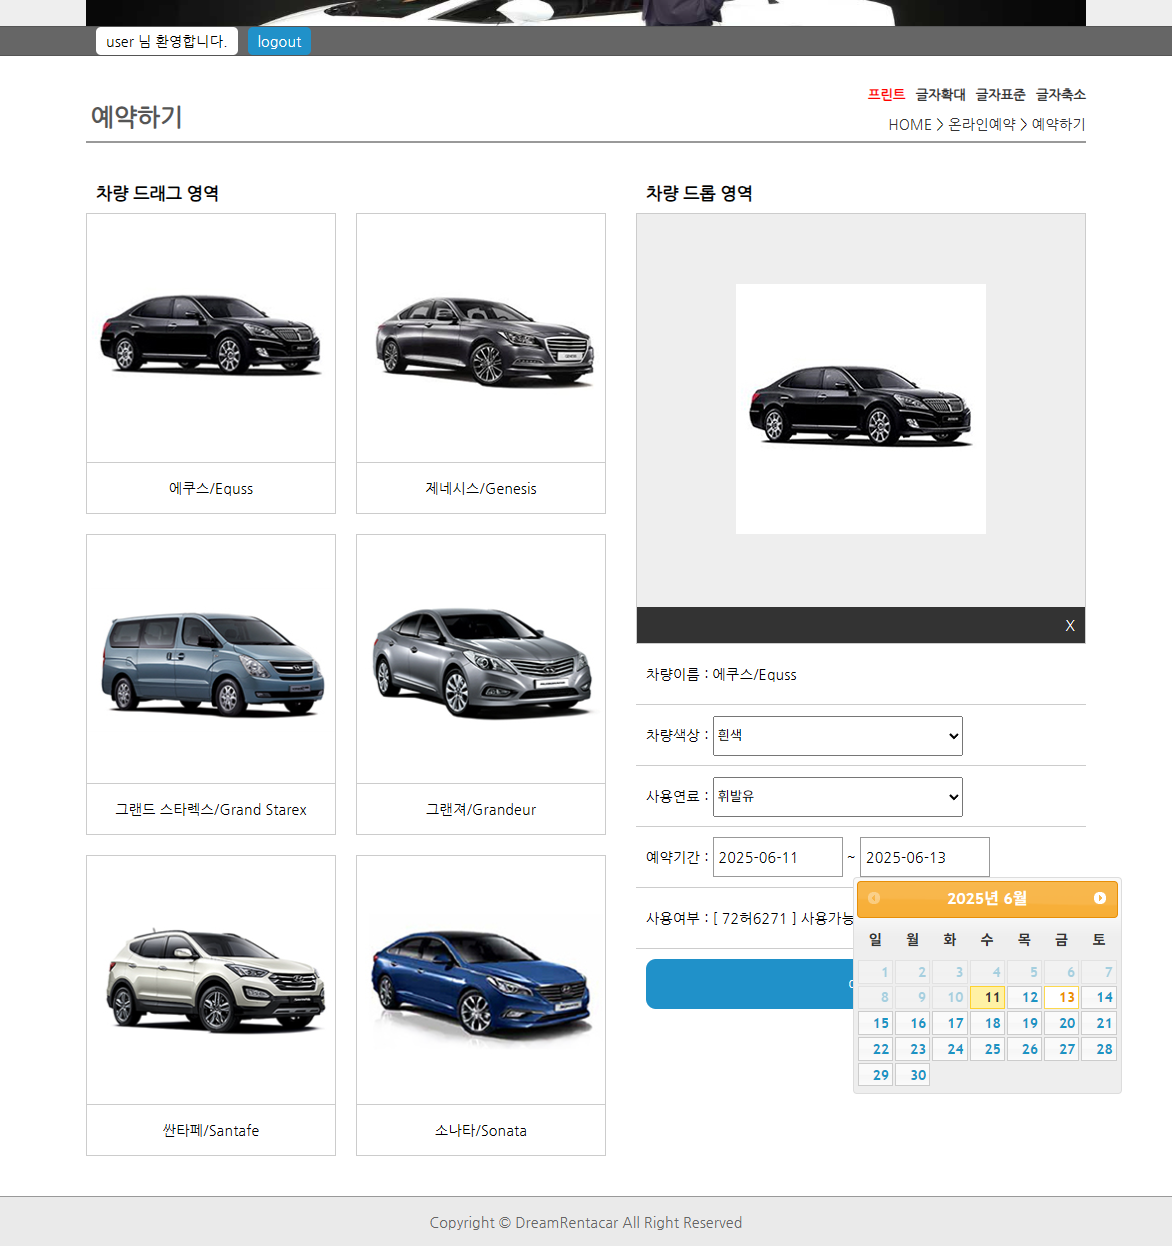 user 님 환영합니다. logout
프린트 글자확대 글자표준 글자축소
예약하기
HOME > 온라인예약 > 예약하기
차량 드래그 영역
에쿠스/Equss
제네시스/Genesis
그랜드 스타렉스/Grand Starex
그랜져/Grandeur
싼타페/Santafe
소나타/Sonata
차량 드롭 영역
X
차량이름 : 에쿠스/Equss
차량색상 : 흰색
사용연료 : 휘발유
예약기간 : 2025-06-11 ~ 2025-06-13
사용여부 : [ 72허6271 ] 사용가능
2025년 6월
일 월 화 수 목 금 토
1 2 3 4 5 6 7
8 9 10 11 12 13 14
15 16 17 18 19 20 21
22 23 24 25 26 27 28
29 30
Copyright © DreamRentacar All Right Reserved